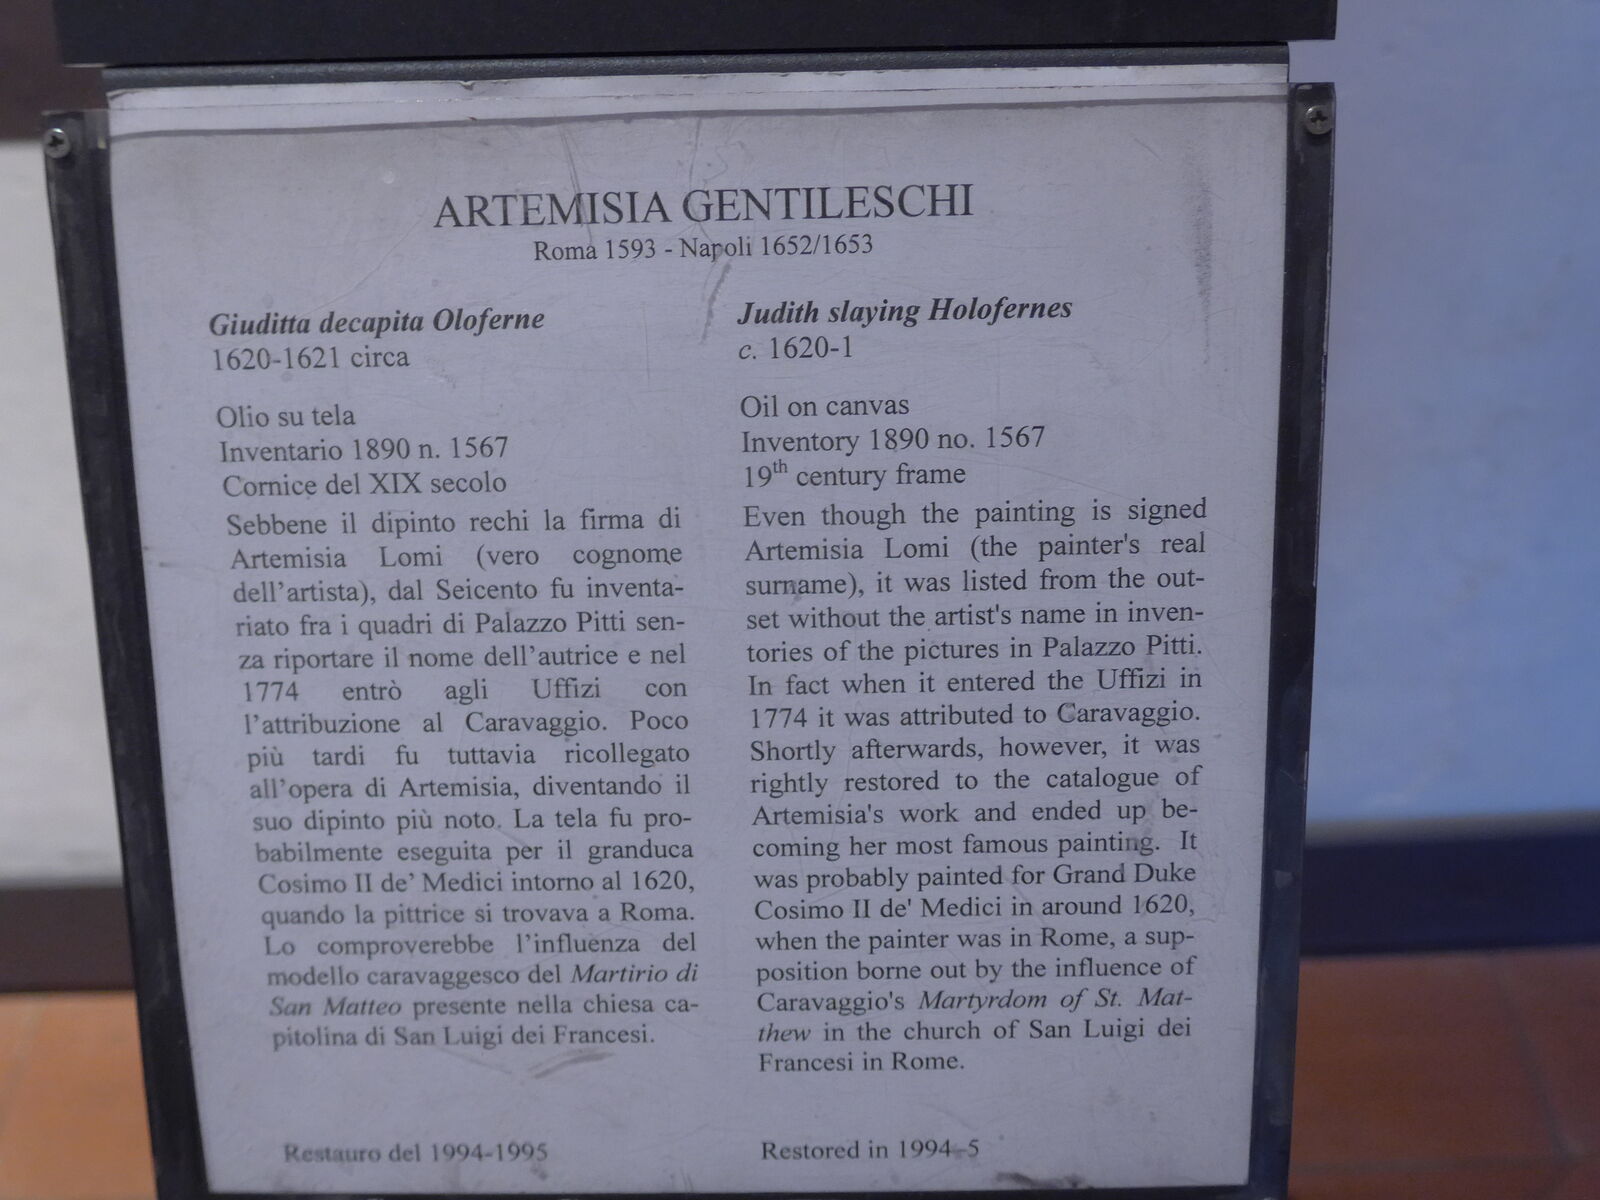 ARTEMISIA GENTILESCHI
Roma 1593 - Napoli 1652/1653
Giuditta decapita Oloferne
1620-1621 circa
Olio su tela
Inventario 1890 n. 1567
Cornice del XIX secolo
Sebbene il dipinto rechi la firma di
Artemisia Lomi (vero cognome
dell'artista), dal Seicento fu inventa-
riato fra i quadri di Palazzo Pitti sen-
za riportare il nome dell'autrice e nel
1774 entrò agli Uffizi con
l'attribuzione al Caravaggio. Poco
più tardi fu tuttavia ricollegato
all'opera di Artemisia, diventando il
suo dipinto più noto. La tela fu pro-
babilmente eseguita per il granduca
Cosimo II de' Medici intorno al 1620,
quando la pittrice si trovava a Roma.
Lo comproverebbe l'influenza del
modello caravaggesco del Martirio di
San Matteo presente nella chiesa ca-
pitolina di San Luigi dei Francesi.
Restauro del 1994-1995
Judith slaying Holofernes
c. 1620-1
Oil on canvas
Inventory 1890 no. 1567
19th century frame
Even though the painting is signed
Artemisia Lomi (the painter's real
surname), it was listed from the out-
set without the artist's name in inven-
tories of the pictures in Palazzo Pitti.
In fact when it entered the Uffizi in
1774 it was attributed to Caravaggio.
Shortly afterwards, however, it was
rightly restored to the catalogue of
Artemisia's work and ended up be-
coming her most famous painting. It
was probably painted for Grand Duke
Cosimo II de' Medici in around 1620,
when the painter was in Rome, a sup-
position borne out by the influence of
Caravaggio's Martyrdom of St. Mat-
thew in the church of San Luigi dei
Francesi in Rome.
Restored in 1994-5